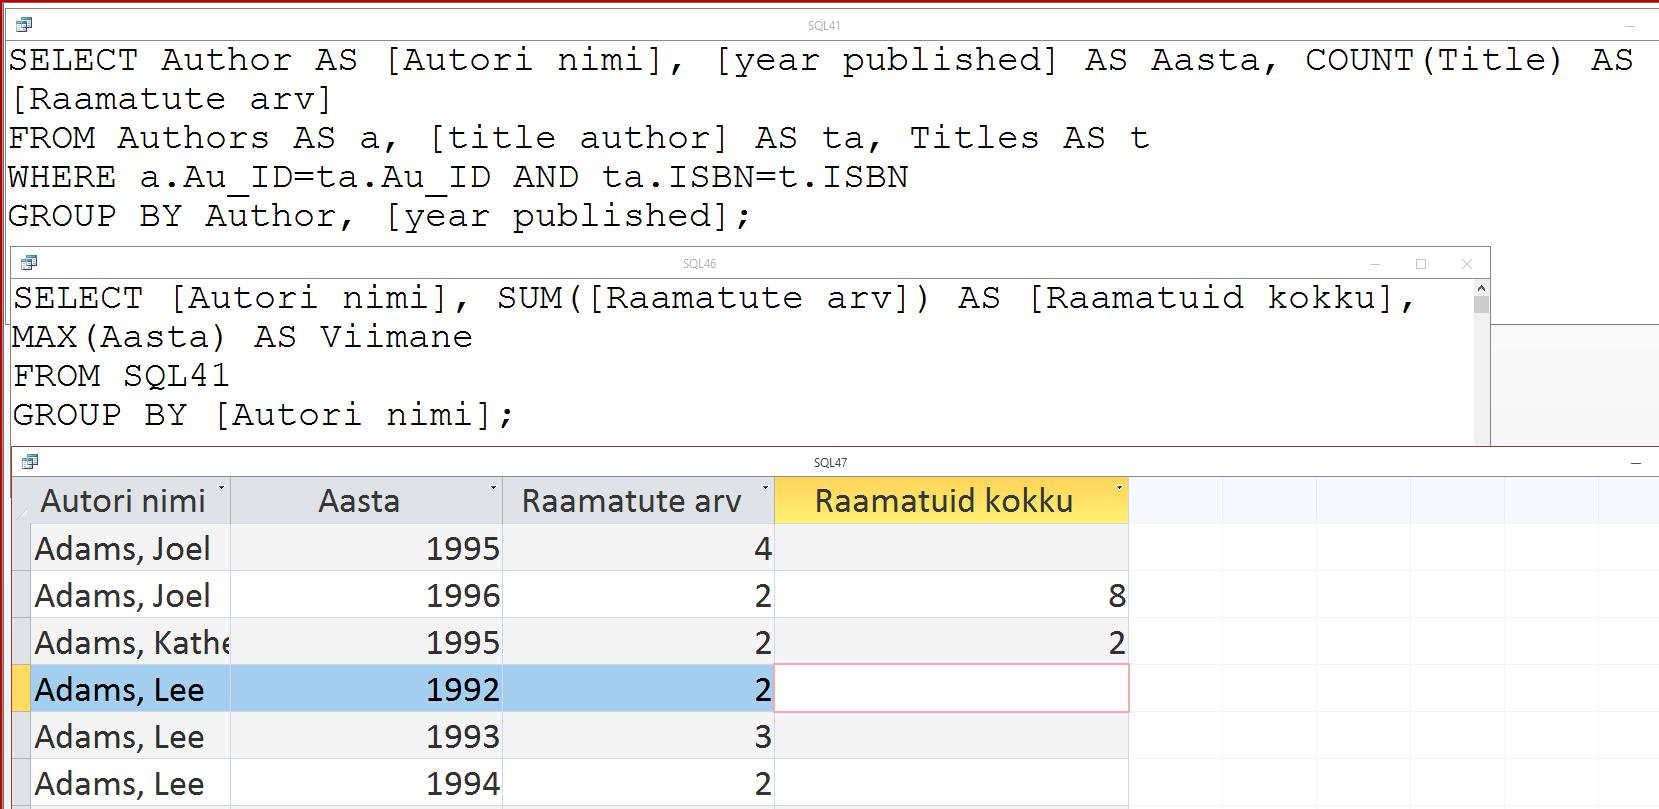 SQL41
SELECT Author AS [Autori nimi], [year published] AS Aasta, COUNT(Title) AS
[Raamatute arv]
FROM Authors AS a, [title author] AS ta, Titles AS t
WHERE a.Au_ID=ta.Au_ID AND ta.ISBN=t.ISBN
GROUP BY Author, [year published];
SQL46
SELECT [Autori nimi], SUM([Raamatute arv]) AS [Raamatuid kokku],
MAX(Aasta) AS Viimane
FROM SQL41
GROUP BY [Autori nimi];
SQL47
Autori nimi Aasta Raamatute arv Raamatuid kokku
Adams, Joel 1995 4
Adams, Joel 1996 2 8
Adams, Kathe 1995 2 2
Adams, Lee 1992 2
Adams, Lee 1993 3
Adams, Lee 1994 2